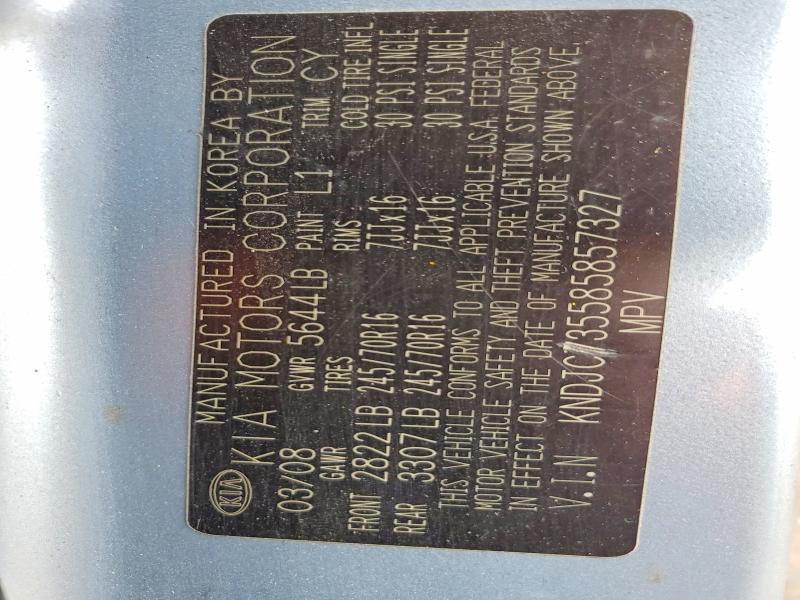 KIA
MANUFACTURED IN KOREA BY
KIA MOTORS CORPORATION
03/08 GVWR 5644LB PAINT L1 TRIM CY
GAWR TIRES RIMS COLD TIRE INFL
FRONT 2822LB 245/70R16 7JJx16 30 PSI SINGLE
REAR 3307LB 245/70R16 7JJx16 30 PSI SINGLE
THIS VEHICLE CONFORMS TO ALL APPLICABLE U.S.A. FEDERAL
MOTOR VEHICLE SAFETY AND THEFT PREVENTION STANDARDS
IN EFFECT ON THE DATE OF MANUFACTURE SHOWN ABOVE.
V.I.N KNDJC735585857327
MPV